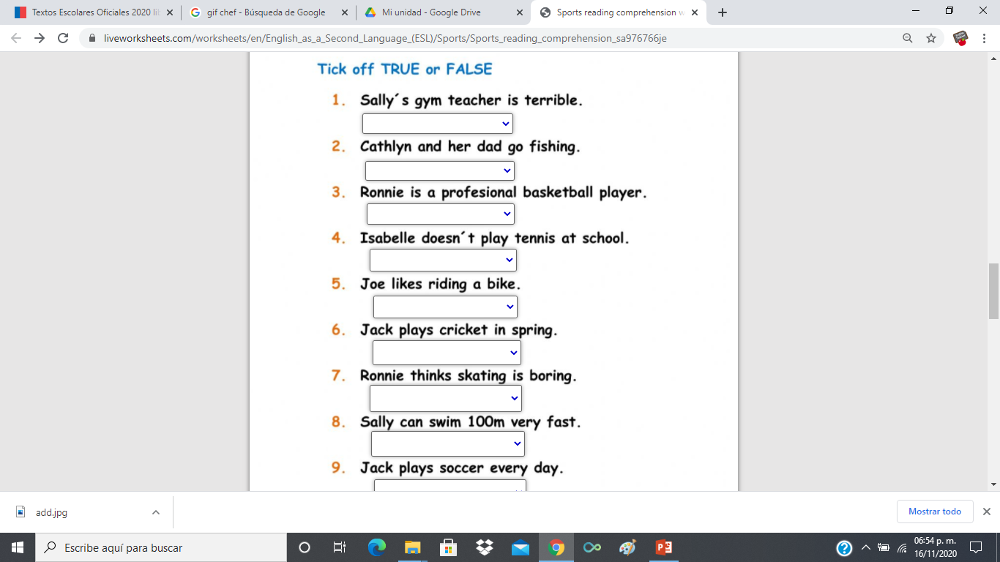 Textos Escolares Oficiales 2020 lib
gif chef - Búsqueda de Google
Mi unidad - Google Drive
Sports reading comprehension w
liveworksheets.com/worksheets/en/English_as_a_Second_Language_(ESL)/Sports/Sports_reading_comprehension_sa976766je
Tick off TRUE or FALSE
1. Sally´s gym teacher is terrible.
2. Cathlyn and her dad go fishing.
3. Ronnie is a profesional basketball player.
4. Isabelle doesn´t play tennis at school.
5. Joe likes riding a bike.
6. Jack plays cricket in spring.
7. Ronnie thinks skating is boring.
8. Sally can swim 100m very fast.
9. Jack plays soccer every day.
add.jpg
Mostrar todo
Escribe aquí para buscar
06:54 p. m.
16/11/2020